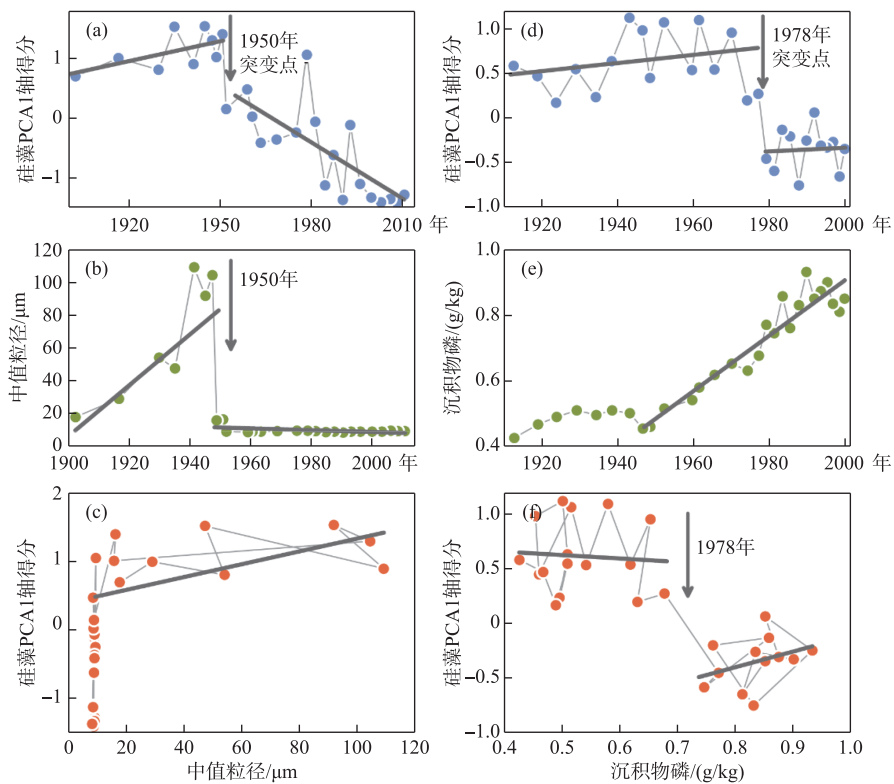 (a)
1950年
突变点
硅藻PCA1轴得分
1
0
−1
1920
1950
1980
2010
年
(d)
1978年
突变点
硅藻PCA1轴得分
1.0
0.5
0
−0.5
−1.0
1920
1940
1960
1980
2000
年
(b)
1950年
中值粒径/μm
120
100
80
60
40
20
0
1900
1920
1940
1960
1980
2000
年
(e)
沉积物磷/(g/kg)
1.0
0.8
0.6
0.4
1920
1940
1960
1980
2000
年
(c)
硅藻PCA1轴得分
2
1
0
−1
0
20
40
60
80
100
120
中值粒径/μm
(f)
1978年
硅藻PCA1轴得分
1.0
0.5
0
−0.5
−1.0
0.4
0.5
0.6
0.7
0.8
0.9
1.0
沉积物磷/(g/kg)